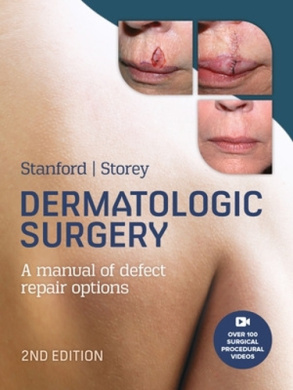 Stanford | Storey
DERMATOLOGIC
SURGERY
A manual of defect
repair options
2ND EDITION
OVER 100
SURGICAL
PROCEDURAL
VIDEOS